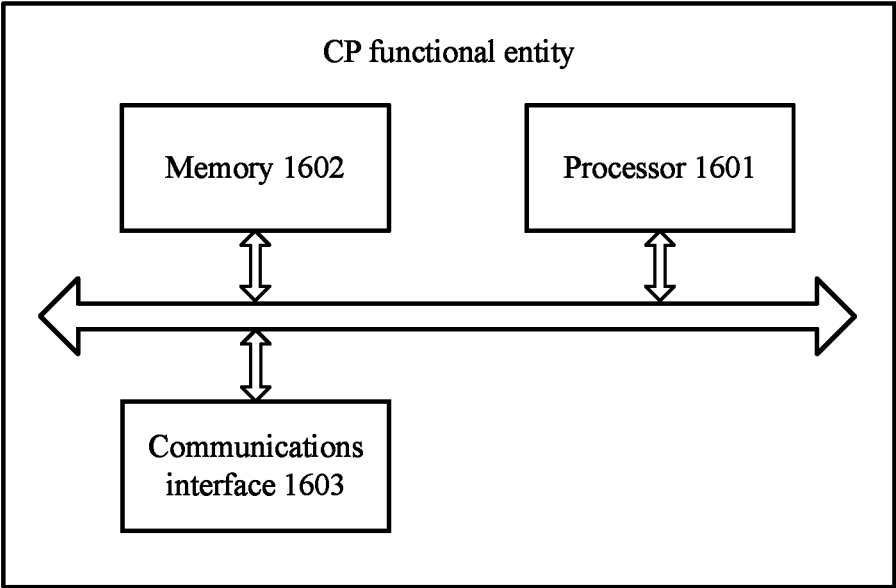 CP functional entity
Memory 1602
Processor 1601
Communications
interface 1603